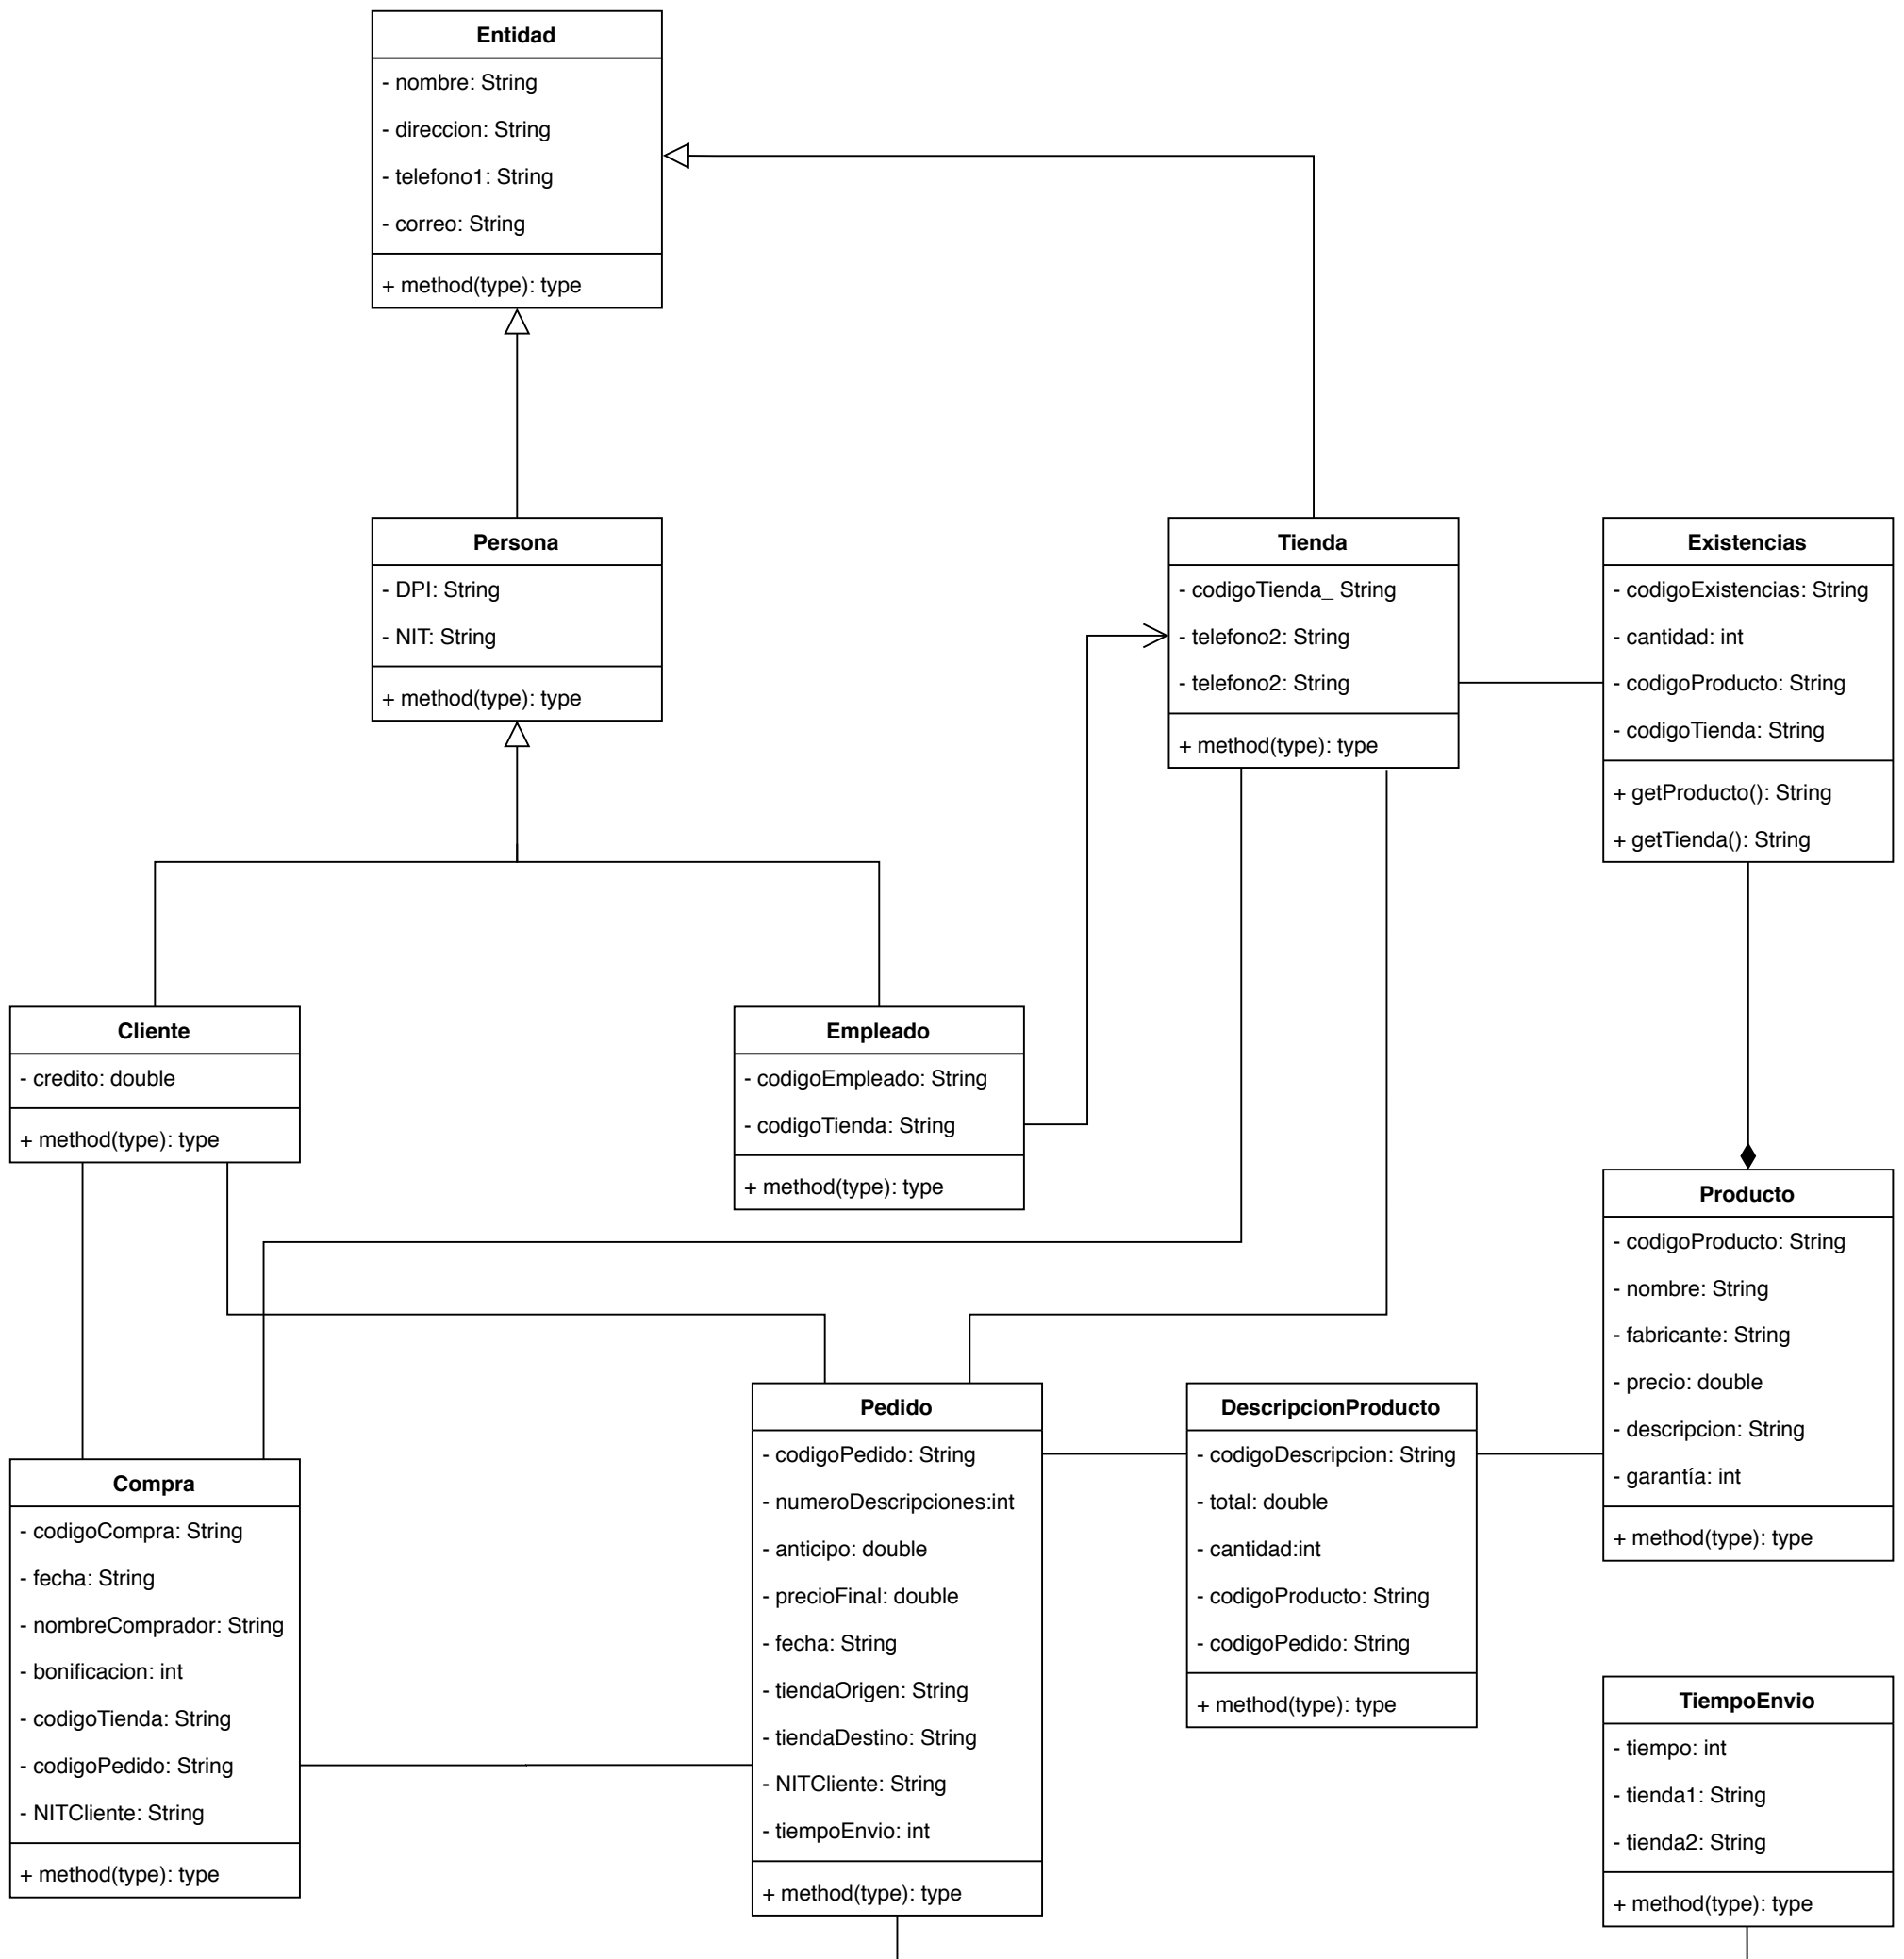 Entidad
- nombre: String
- direccion: String
- telefono1: String
- correo: String
+ method(type): type
Persona
- DPI: String
- NIT: String
+ method(type): type
Tienda
- codigoTienda_ String
- telefono2: String
- telefono2: String
+ method(type): type
Existencias
- codigoExistencias: String
- cantidad: int
- codigoProducto: String
- codigoTienda: String
+ getProducto(): String
+ getTienda(): String
Cliente
- credito: double
+ method(type): type
Empleado
- codigoEmpleado: String
- codigoTienda: String
+ method(type): type
Producto
- codigoProducto: String
- nombre: String
- fabricante: String
- precio: double
- descripcion: String
- garantía: int
+ method(type): type
Compra
- codigoCompra: String
- fecha: String
- nombreComprador: String
- bonificacion: int
- codigoTienda: String
- codigoPedido: String
- NITCliente: String
+ method(type): type
Pedido
- codigoPedido: String
- numeroDescripciones:int
- anticipo: double
- precioFinal: double
- fecha: String
- tiendaOrigen: String
- tiendaDestino: String
- NITCliente: String
- tiempoEnvio: int
+ method(type): type
DescripcionProducto
- codigoDescripcion: String
- total: double
- cantidad:int
- codigoProducto: String
- codigoPedido: String
+ method(type): type
TiempoEnvio
- tiempo: int
- tienda1: String
- tienda2: String
+ method(type): type